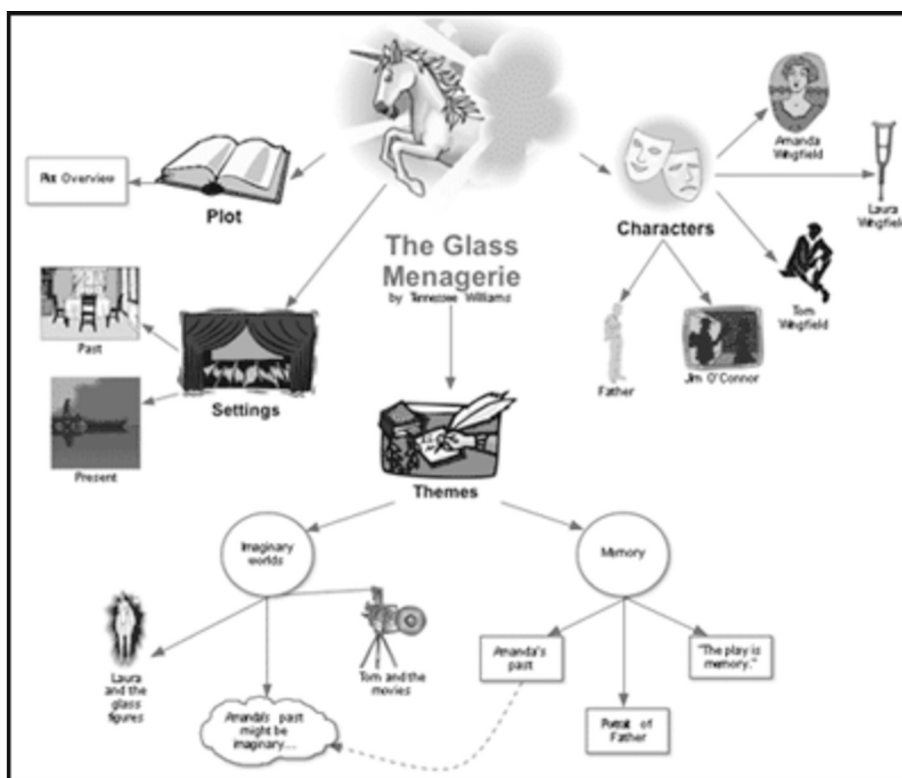 The Glass
Menagerie
by Tennessee Williams
Plot
Plot Overview
Settings
Past
Present
Characters
Amanda
Wingfield
Laura
Wingfield
Tom
Wingfield
Jim O'Connor
Father
Themes
Imaginary
worlds
Laura
and the
glass
figures
Amanda's past
might be
imaginary...
Tom and the
movies
Memory
Amanda's
past
Portrait of
Father
"The play is
memory."